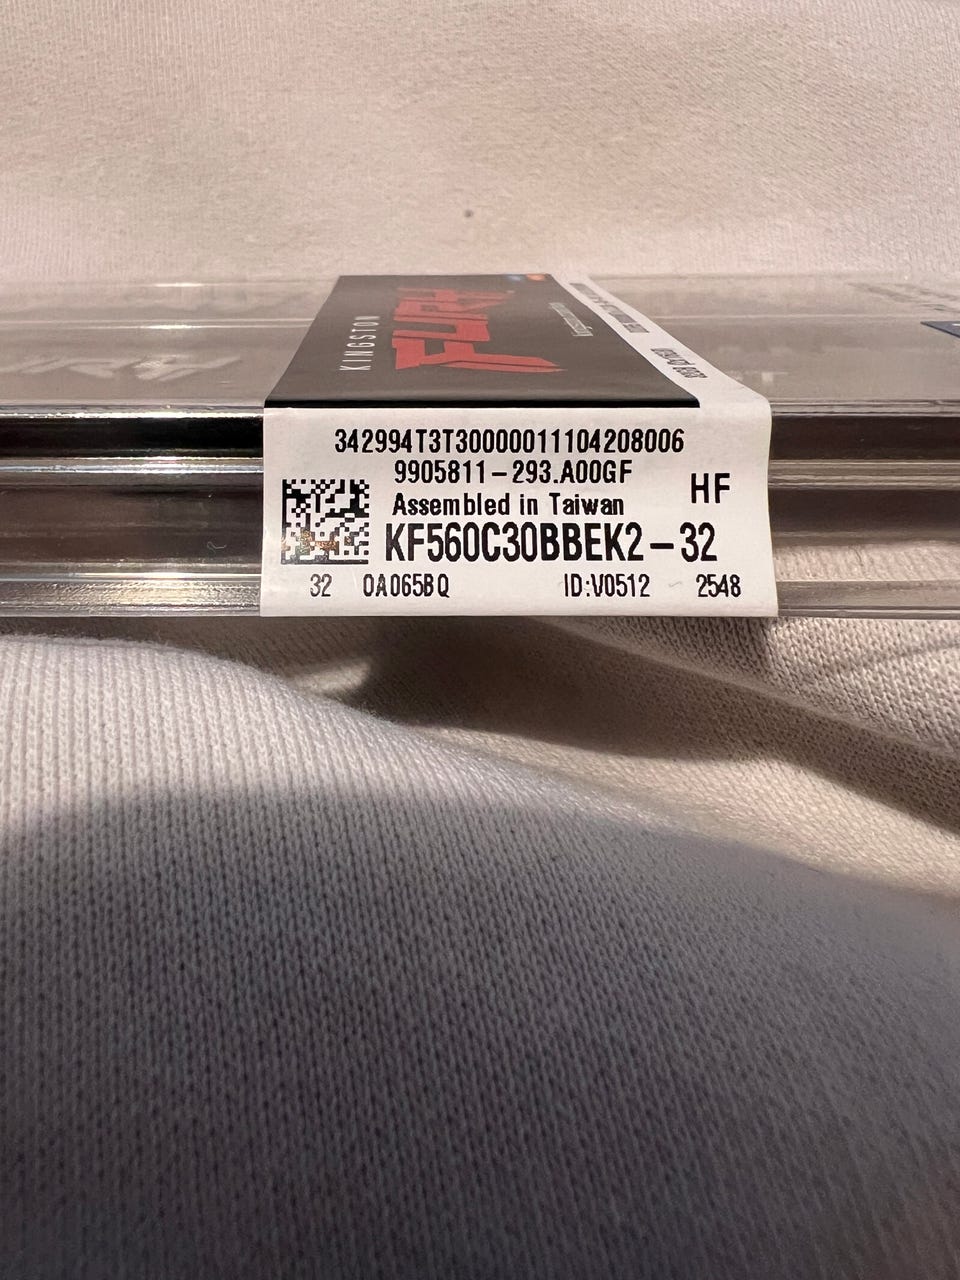 KINGSTON
FURY
342994T3T30000011104208006
9905811-293.A00GF
HF
Assembled in Taiwan
KF560C30BBEK2-32
32 0A065BQ ID:V0512 2548